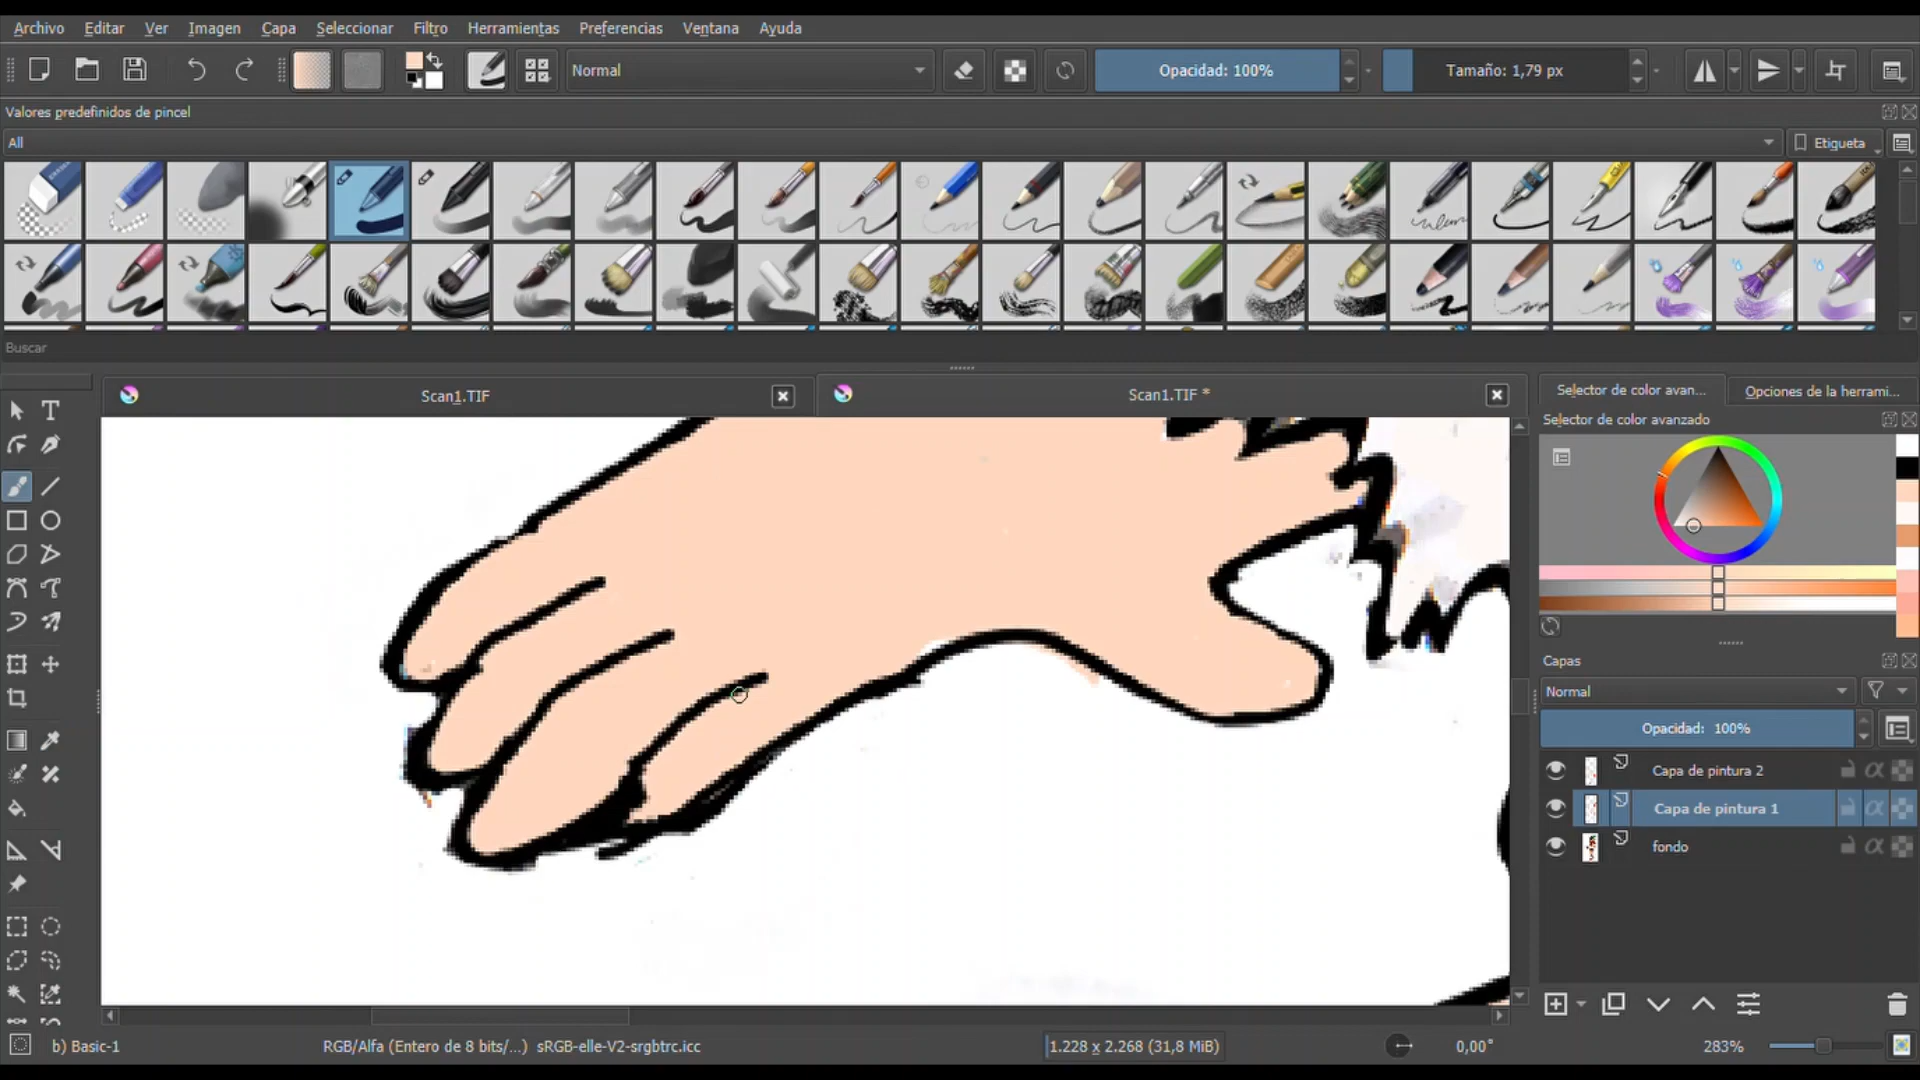 Archivo Editar Ver Imagen Capa Seleccionar Filtro Herramientas Preferencias Ventana Ayuda
Normal Opacidad: 100% Tamaño: 1,79 px
Valores predefinidos de pincel
All Etiqueta
Buscar
Scan1.TIF Scan1.TIF * Selector de color avan... Opciones de la herrami...
Selector de color avanzado
Capas
Normal
Opacidad: 100%
Capa de pintura 2
Capa de pintura 1
fondo
b) Basic-1 RGB/Alfa (Entero de 8 bits/...) sRGB-elle-V2-srgbtrc.icc 1.228 x 2.268 (31,8 MiB) 0,00° 283%